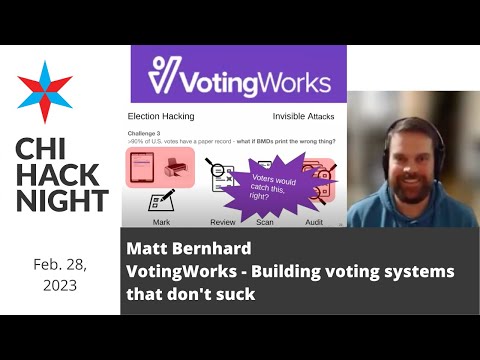 CHI
HACK
NIGHT
Feb. 28,
2023
VotingWorks
Election Hacking
Invisible Attacks
Challenge 3
>90% of U.S. votes have a paper record - what if BMDs print the wrong thing?
Voters would
catch this,
right?
Mark
Review
Scan
Audit
Matt Bernhard
VotingWorks - Building voting systems
that don't suck